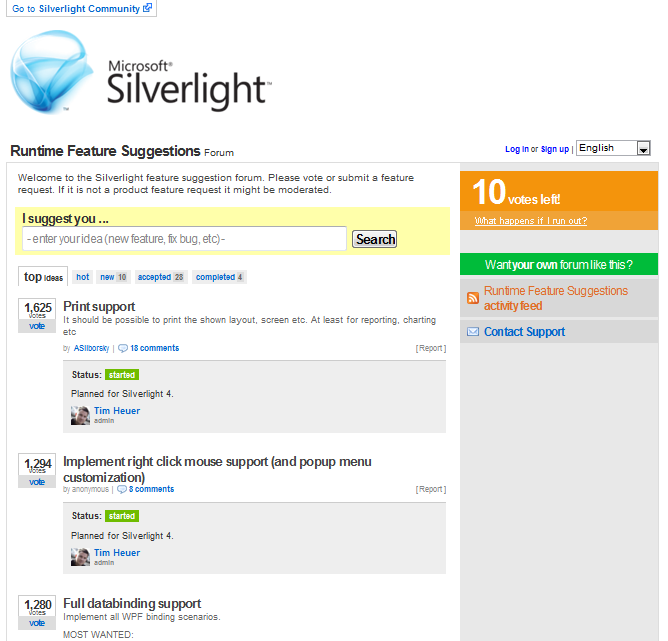 Go to Silverlight Community
Microsoft®
Silverlight™
Runtime Feature Suggestions Forum
Log in or Sign up | English
Welcome to the Silverlight feature suggestion forum. Please vote or submit a feature
request. If it is not a product feature request it might be moderated.
I suggest you ...
- enter your idea (new feature, fix bug, etc) -
Search
top ideas hot new 10 accepted 28 completed 4
1,625
votes
vote
Print support
It should be possible to print the shown layout, screen etc. At least for reporting, charting
etc
by ASilborsky | 18 comments [ Report ]
Status: started
Planned for Silverlight 4.
Tim Heuer
admin
1,294
votes
vote
Implement right click mouse support (and popup menu
customization)
by anonymous | 8 comments [ Report ]
Status: started
Planned for Silverlight 4.
Tim Heuer
admin
1,280
votes
vote
Full databinding support
Implement all WPF binding scenarios.
MOST WANTED:
10 votes left!
What happens if I run out?
Want your own forum like this?
Runtime Feature Suggestions
activity feed
Contact Support